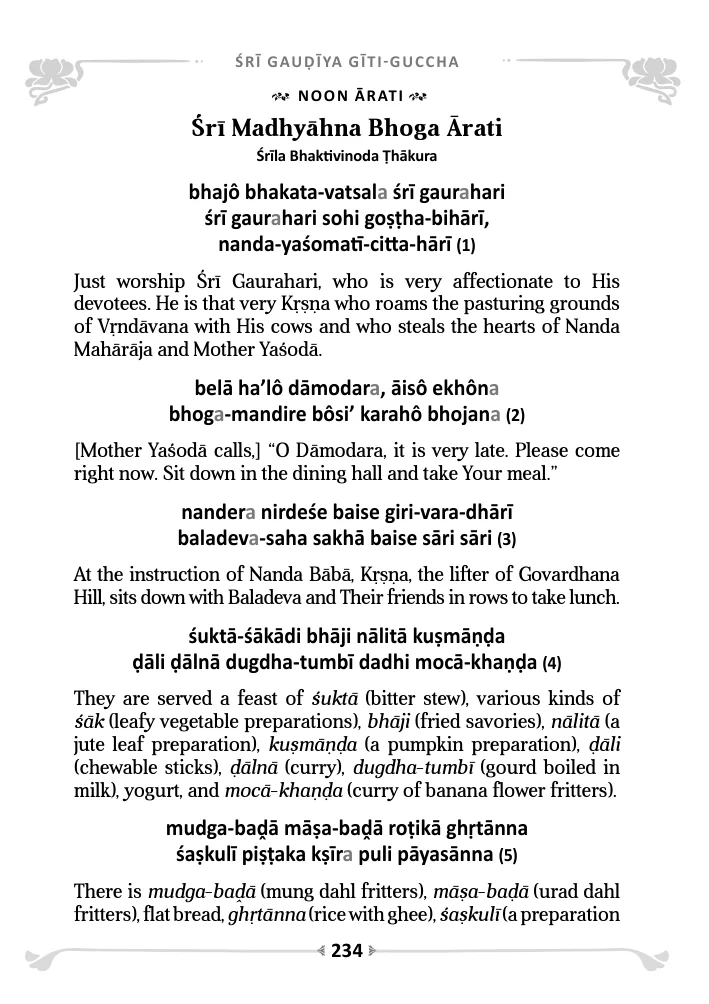 ŚRĪ GAUḌĪYA GĪTI-GUCCHA
NOON ĀRATI
Śrī Madhyāhna Bhoga Ārati
Śrīla Bhaktivinoda Ṭhākura
bhajô bhakata-vatsala śrī gaurahari
śrī gaurahari sohi goṣṭha-bihārī,
nanda-yaśomatī-citta-hārī (1)
Just worship Śrī Gaurahari, who is very affectionate to His
devotees. He is that very Kṛṣṇa who roams the pasturing grounds
of Vṛndāvana with His cows and who steals the hearts of Nanda
Mahārāja and Mother Yaśodā.
belā ha’lô dāmodara, āisô ekhôna
bhoga-mandire bôsi’ karahô bhojana (2)
[Mother Yaśodā calls,] “O Dāmodara, it is very late. Please come
right now. Sit down in the dining hall and take Your meal.”
nandera nirdeśe baise giri-vara-dhārī
baladeva-saha sakhā baise sāri sāri (3)
At the instruction of Nanda Bābā, Kṛṣṇa, the lifter of Govardhana
Hill, sits down with Baladeva and Their friends in rows to take lunch.
śuktā-śākādi bhāji nālitā kuṣmāṇḍa
ḍāli ḍālnā dugdha-tumbī dadhi mocā-khaṇḍa (4)
They are served a feast of śuktā (bitter stew), various kinds of
śāk (leafy vegetable preparations), bhāji (fried savories), nālitā (a
jute leaf preparation), kuṣmāṇḍa (a pumpkin preparation), ḍāli
(chewable sticks), ḍālnā (curry), dugdha-tumbī (gourd boiled in
milk), yogurt, and mocā-khaṇḍa (curry of banana flower fritters).
mudga-baḓā māṣa-baḓā roṭikā ghṛtānna
śaṣkulī piṣṭaka kṣīra puli pāyasānna (5)
There is mudga-baḓā (mung dahl fritters), māṣa-baḍā (urad dahl
fritters), flat bread, ghṛtānna (rice with ghee), śaṣkulī (a preparation
234